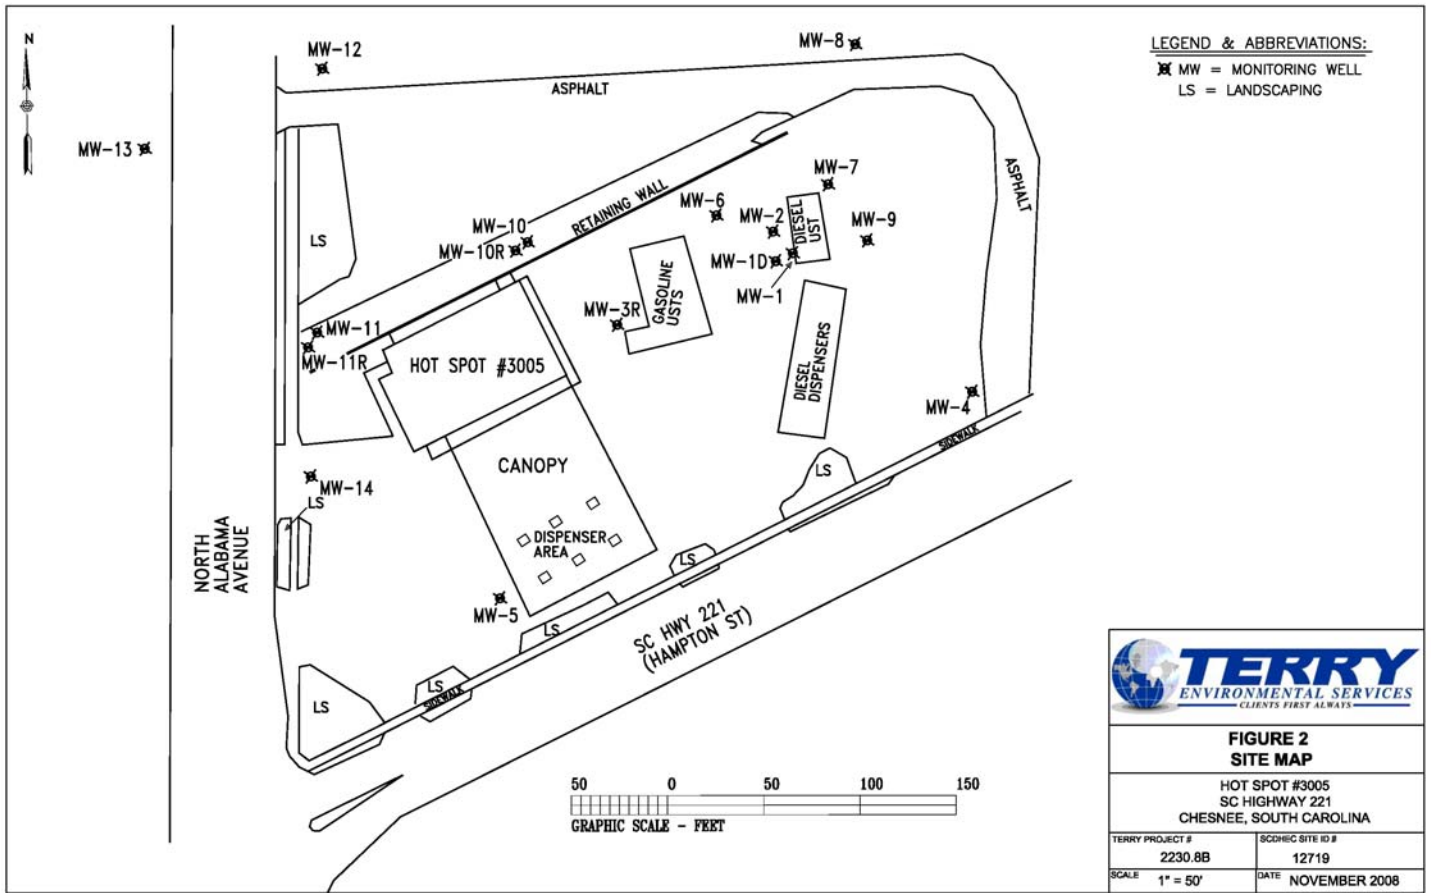 N
MW-12
MW-8
LEGEND & ABBREVIATIONS:
MW = MONITORING WELL
LS = LANDSCAPING
ASPHALT
MW-13
ASPHALT
MW-7
RETAINING WALL
MW-6
MW-10
MW-2
DIESEL
UST
MW-9
LS
MW-10R
MW-1D
GASOLINE
USTS
MW-1
MW-3R
MW-11
MW-11R
HOT SPOT #3005
DIESEL
DISPENSERS
MW-4
SIDEWALK
CANOPY
LS
MW-14
LS
NORTH
ALABAMA
AVENUE
DISPENSER
AREA
LS
MW-5
LS
SC HWY 221
(HAMPTON ST)
LS
SIDEWALK
LS
50 0 50 100 150
GRAPHIC SCALE - FEET
TERRY
ENVIRONMENTAL SERVICES
CLIENTS FIRST ALWAYS
FIGURE 2
SITE MAP
HOT SPOT #3005
SC HIGHWAY 221
CHESNEE, SOUTH CAROLINA
TERRY PROJECT # SCDHEC SITE ID #
2230.8B 12719
SCALE 1" = 50' DATE NOVEMBER 2008